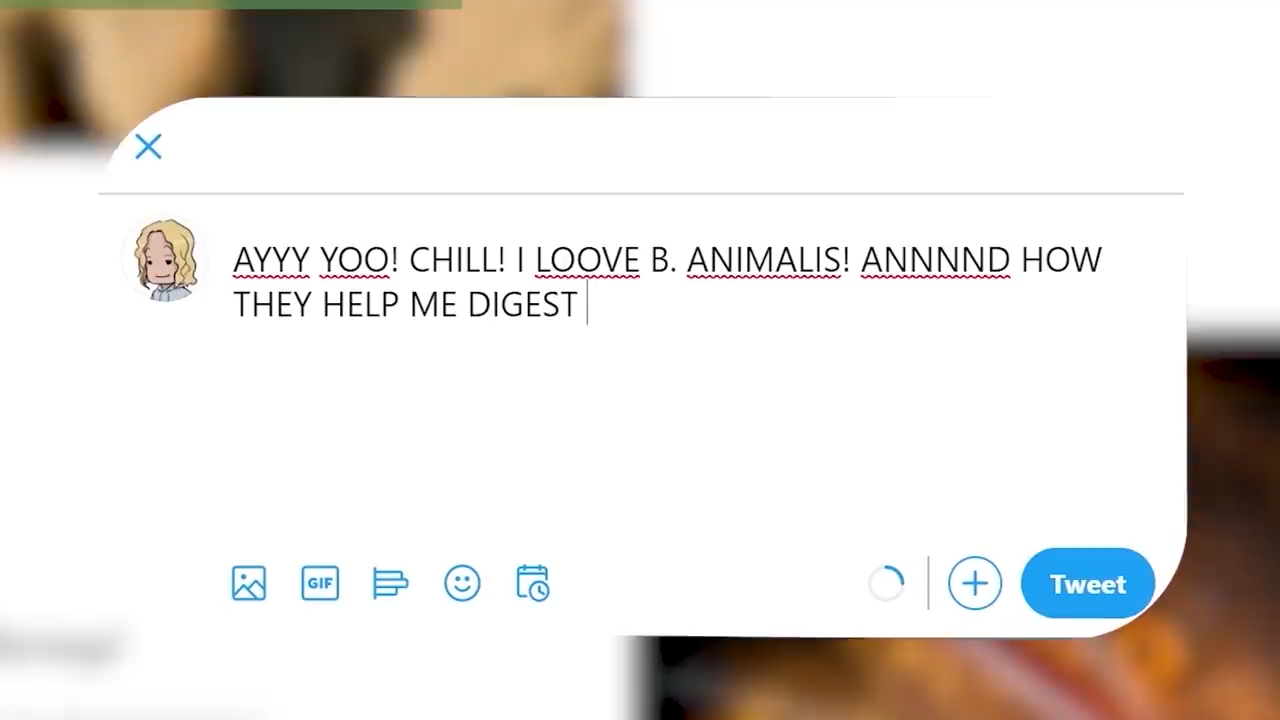 AYYY YOO! CHILL! I LOOVE B. ANIMALIS! ANNNND HOW
THEY HELP ME DIGEST
GIF
Tweet